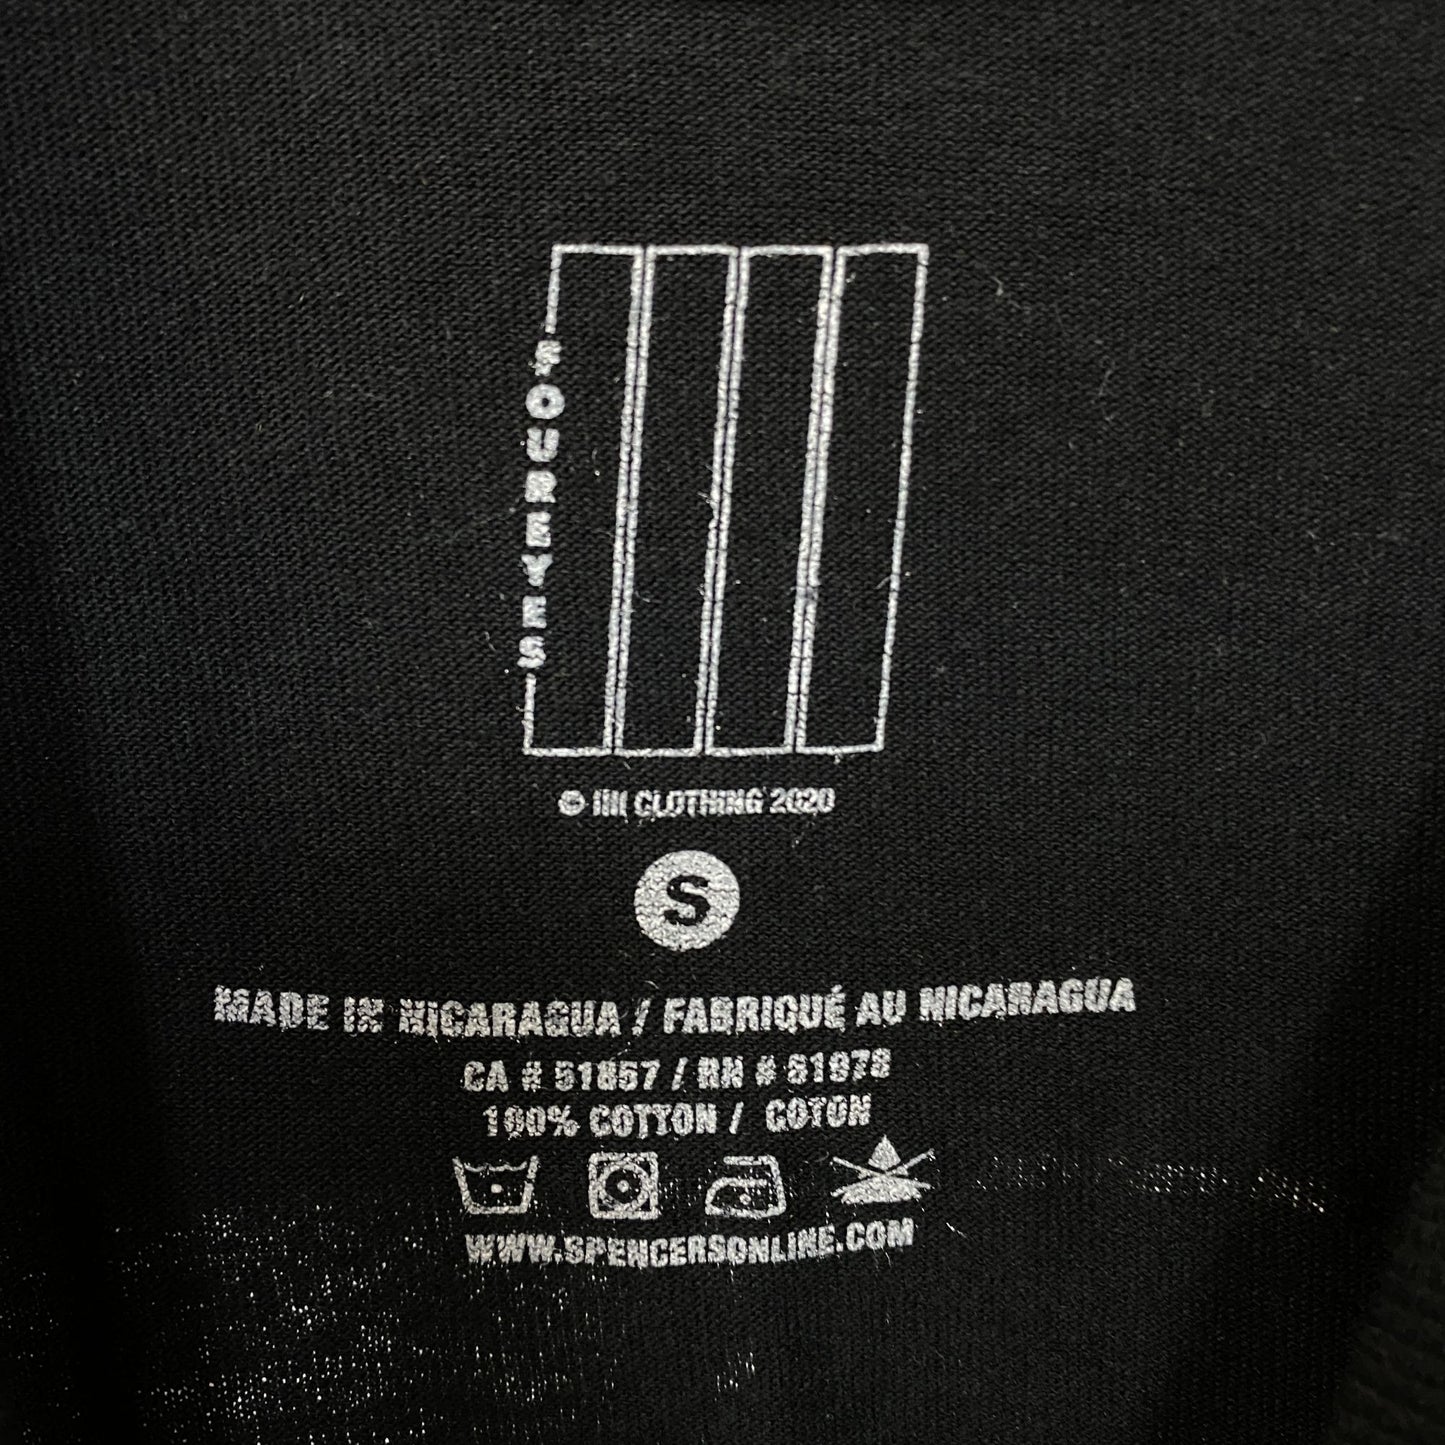 FOUREYES
© IIII CLOTHING 2020
S
MADE IN NICARAGUA / FABRIQUÉ AU NICARAGUA
CA # 51857 / RN # 61973
100% COTTON / COTON
WWW.SPENCERSONLINE.COM